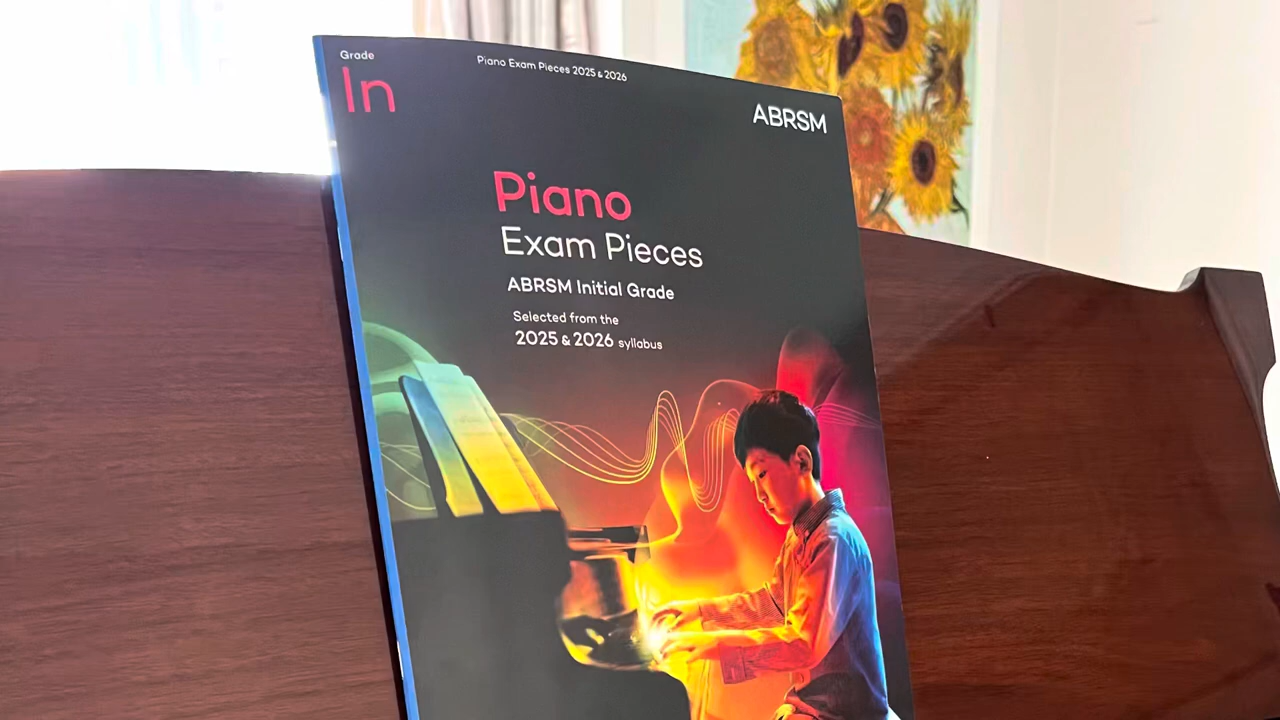 Grade
In
Piano Exam Pieces 2025 & 2026
ABRSM
Piano
Exam Pieces
ABRSM Initial Grade
Selected from the
2025 & 2026 syllabus